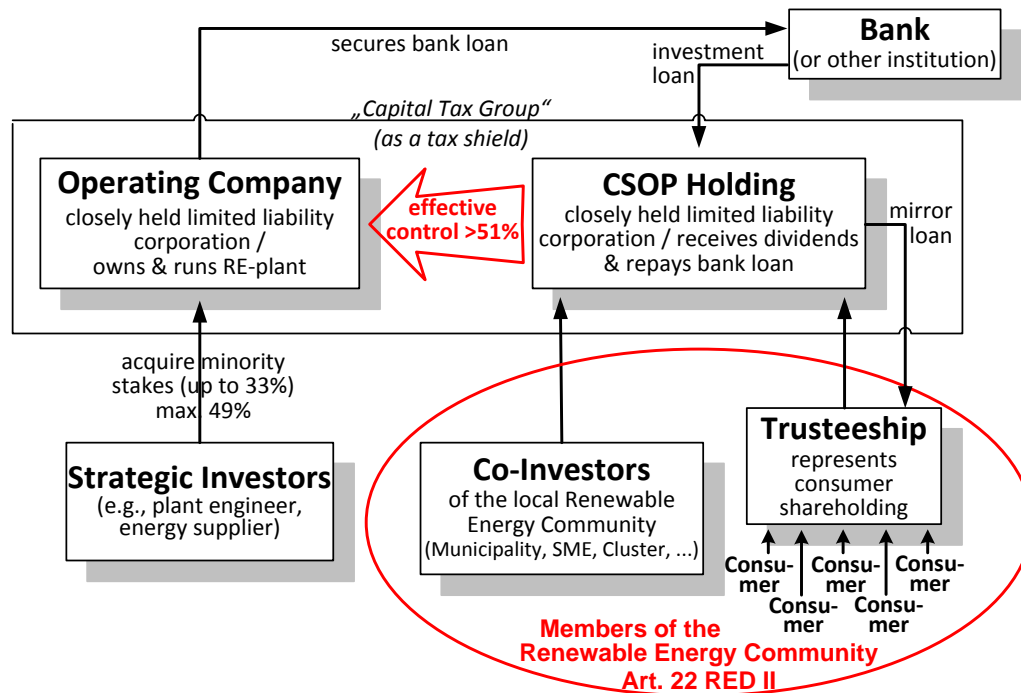 Bank
(or other institution)
secures bank loan
investment
loan
„Capital Tax Group“
(as a tax shield)
Operating Company
closely held limited liability
corporation /
owns & runs RE-plant
effective
control >51%
CSOP Holding
closely held limited liability
corporation / receives dividends
& repays bank loan
mirror
loan
acquire minority
stakes (up to 33%)
max. 49%
Strategic Investors
(e.g., plant engineer,
energy supplier)
Co-Investors
of the local Renewable
Energy Community
(Municipality, SME, Cluster, ...)
Trusteeship
represents
consumer
shareholding
Consu-
mer
Consu-
mer
Consu-
mer
Consu-
mer
Consu-
mer
Members of the
Renewable Energy Community
Art. 22 RED II